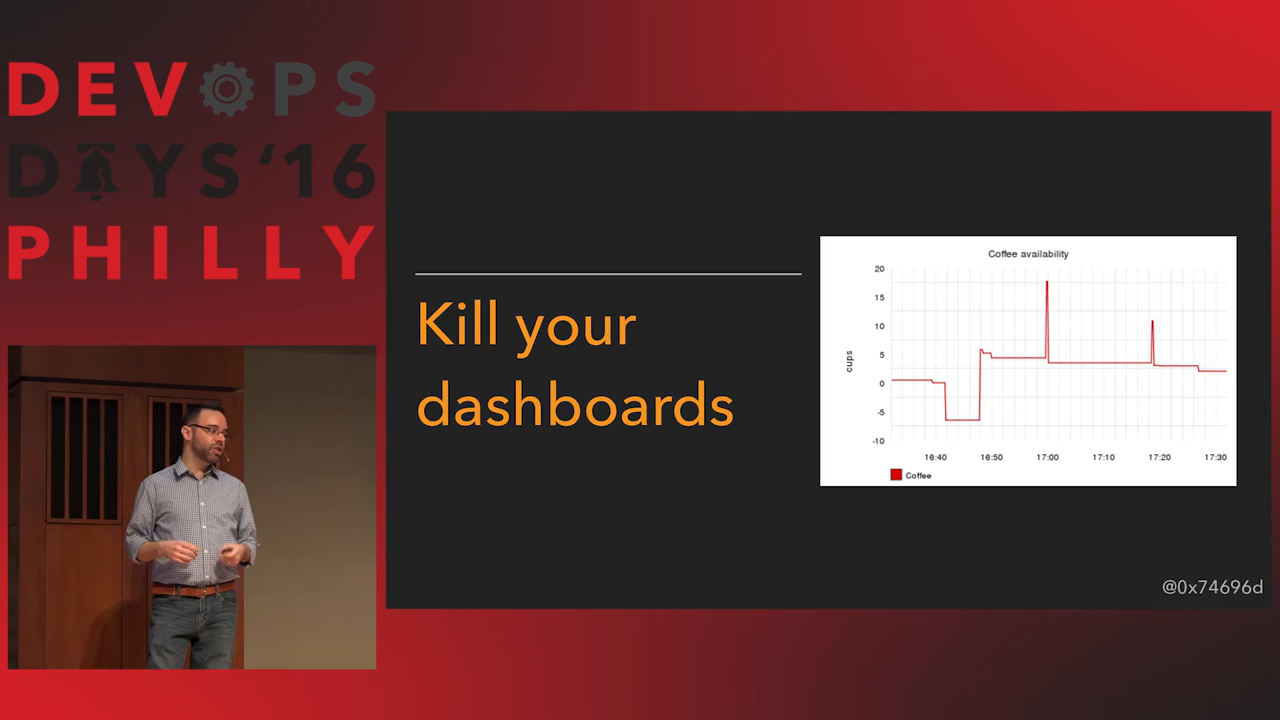 DEVOPS
DAYS '16
PHILLY
Kill your
dashboards
Coffee availability
20
15
10
5
0
-5
-10
cups
16:40 16:50 17:00 17:10 17:20 17:30
Coffee
@0x74696d